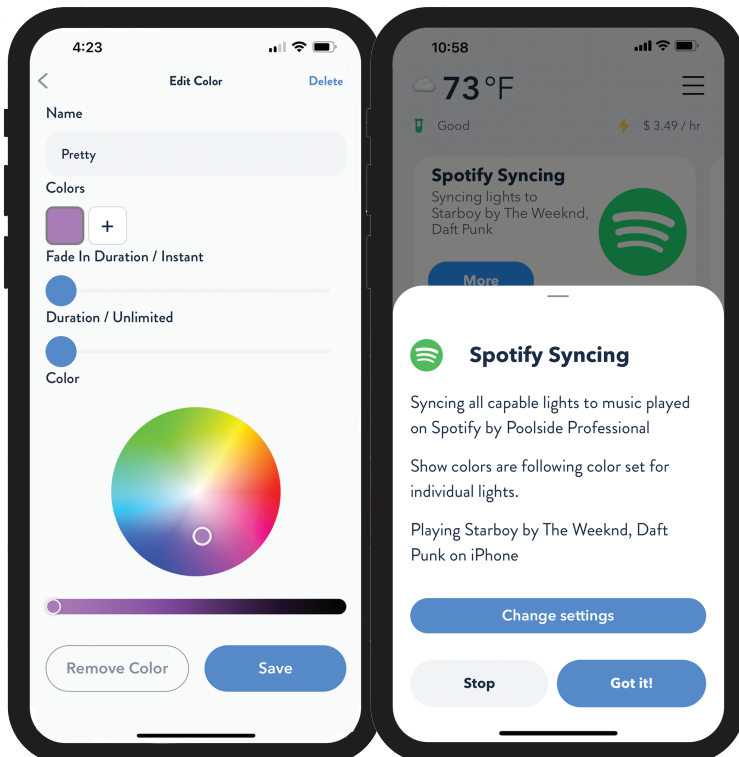 4:23
Edit Color
Delete
Name
Pretty
Colors
+
Fade In Duration / Instant
Duration / Unlimited
Color
Remove Color
Save
10:58
73°F
Good
$ 3.49 / hr
Spotify Syncing
Syncing lights to
Starboy by The Weeknd,
Daft Punk
More
Spotify Syncing
Syncing all capable lights to music played
on Spotify by Poolside Professional
Show colors are following color set for
individual lights.
Playing Starboy by The Weeknd, Daft
Punk on iPhone
Change settings
Stop
Got it!